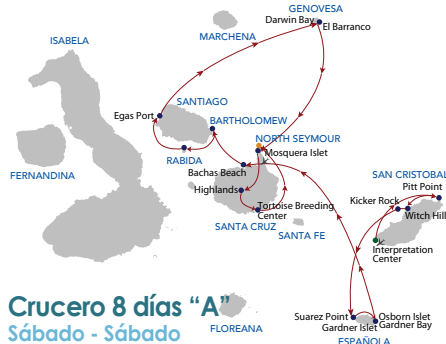 GENOVESA
Darwin Bay
El Barranco
MARCHENA
ISABELA
SANTIAGO
Egas Port
BARTHOLOMEW
NORTH SEYMOUR
RABIDA
Mosquera Islet
Bachas Beach
FERNANDINA
Highlands
SAN CRISTOBAL
Pitt Point
Kicker Rock
Witch Hill
Tortoise Breeding
Center
SANTA CRUZ
SANTA FE
Interpretation
Center
Crucero 8 días “A”
Sábado - Sábado
FLOREANA
Suarez Point
Osborn Islet
Gardner Islet
Gardner Bay
ESPAÑOLA